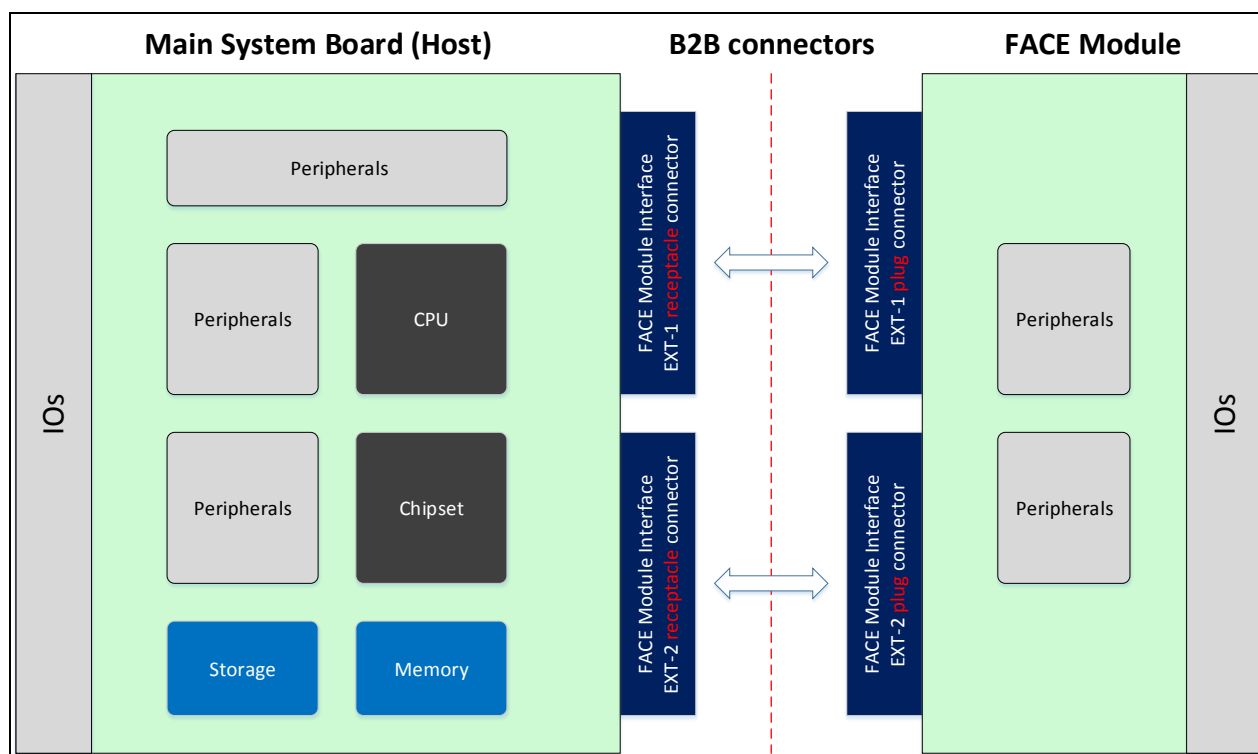 Main System Board (Host)
B2B connectors
FACE Module
IOs
Peripherals
Peripherals
CPU
Peripherals
Chipset
Storage
Memory
FACE Module Interface
EXT-1 receptacle connector
FACE Module Interface
EXT-2 receptacle connector
FACE Module Interface
EXT-1 plug connector
FACE Module Interface
EXT-2 plug connector
Peripherals
Peripherals
IOs